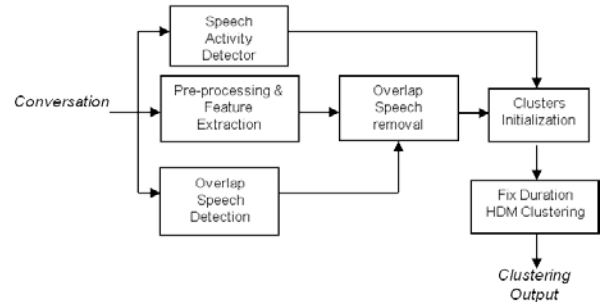 Speech
Activity
Detector
Conversation
Pre-processing &
Feature
Extraction
Overlap
Speech
removal
Clusters
Initialization
Overlap
Speech
Detection
Fix Duration
HDM Clustering
Clustering
Output